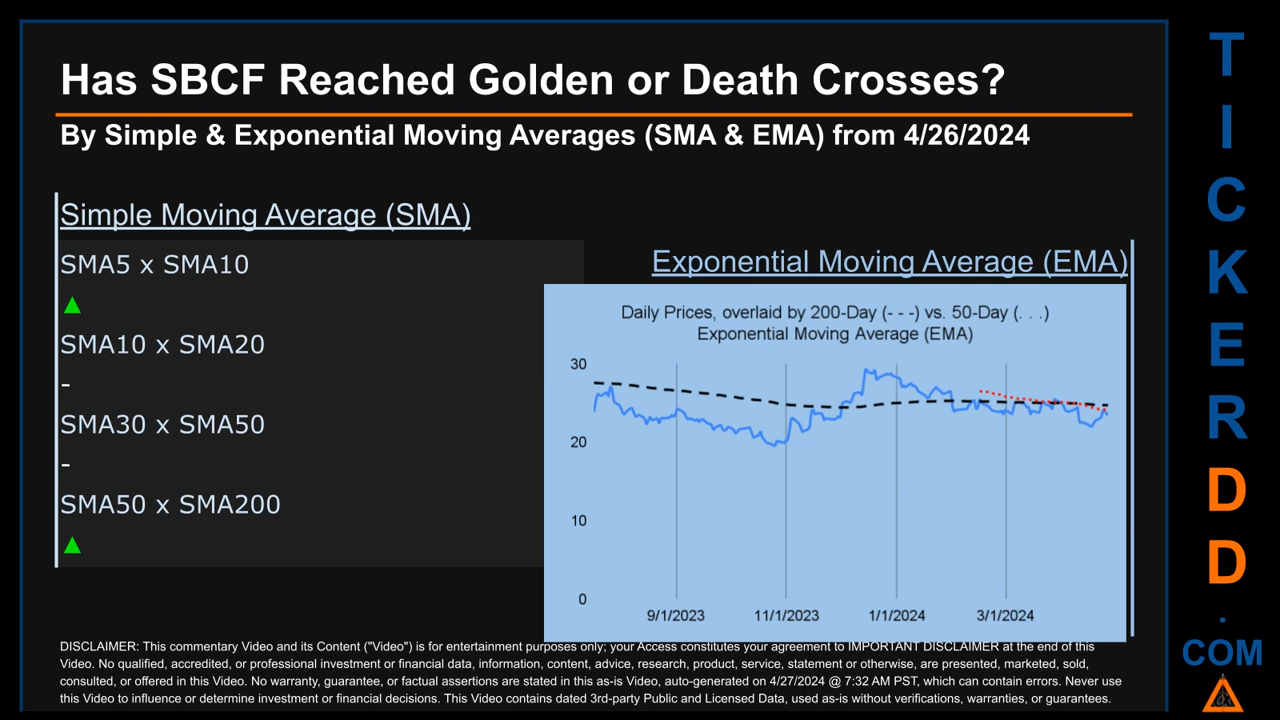 Has SBCF Reached Golden or Death Crosses?
By Simple & Exponential Moving Averages (SMA & EMA) from 4/26/2024
Simple Moving Average (SMA)
SMA5 x SMA10
▲
SMA10 x SMA20
-
SMA30 x SMA50
-
SMA50 x SMA200
▲
Exponential Moving Average (EMA)
Daily Prices, overlaid by 200-Day (- - -) vs. 50-Day (. . .)
Exponential Moving Average (EMA)
30
20
10
0
9/1/2023 11/1/2023 1/1/2024 3/1/2024
DISCLAIMER: This commentary Video and its Content ("Video") is for entertainment purposes only; your Access constitutes your agreement to IMPORTANT DISCLAIMER at the end of this
Video. No qualified, accredited, or professional investment or financial data, information, content, advice, research, product, service, statement or otherwise, are presented, marketed, sold,
consulted, or offered in this Video. No warranty, guarantee, or factual assertions are stated in this as-is Video, auto-generated on 4/27/2024 @ 7:32 AM PST, which can contain errors. Never use
this Video to influence or determine investment or financial decisions. This Video contains dated 3rd-party Public and Licensed Data, used as-is without verifications, warranties, or guarantees.
T
I
C
K
E
R
D
D
.
COM